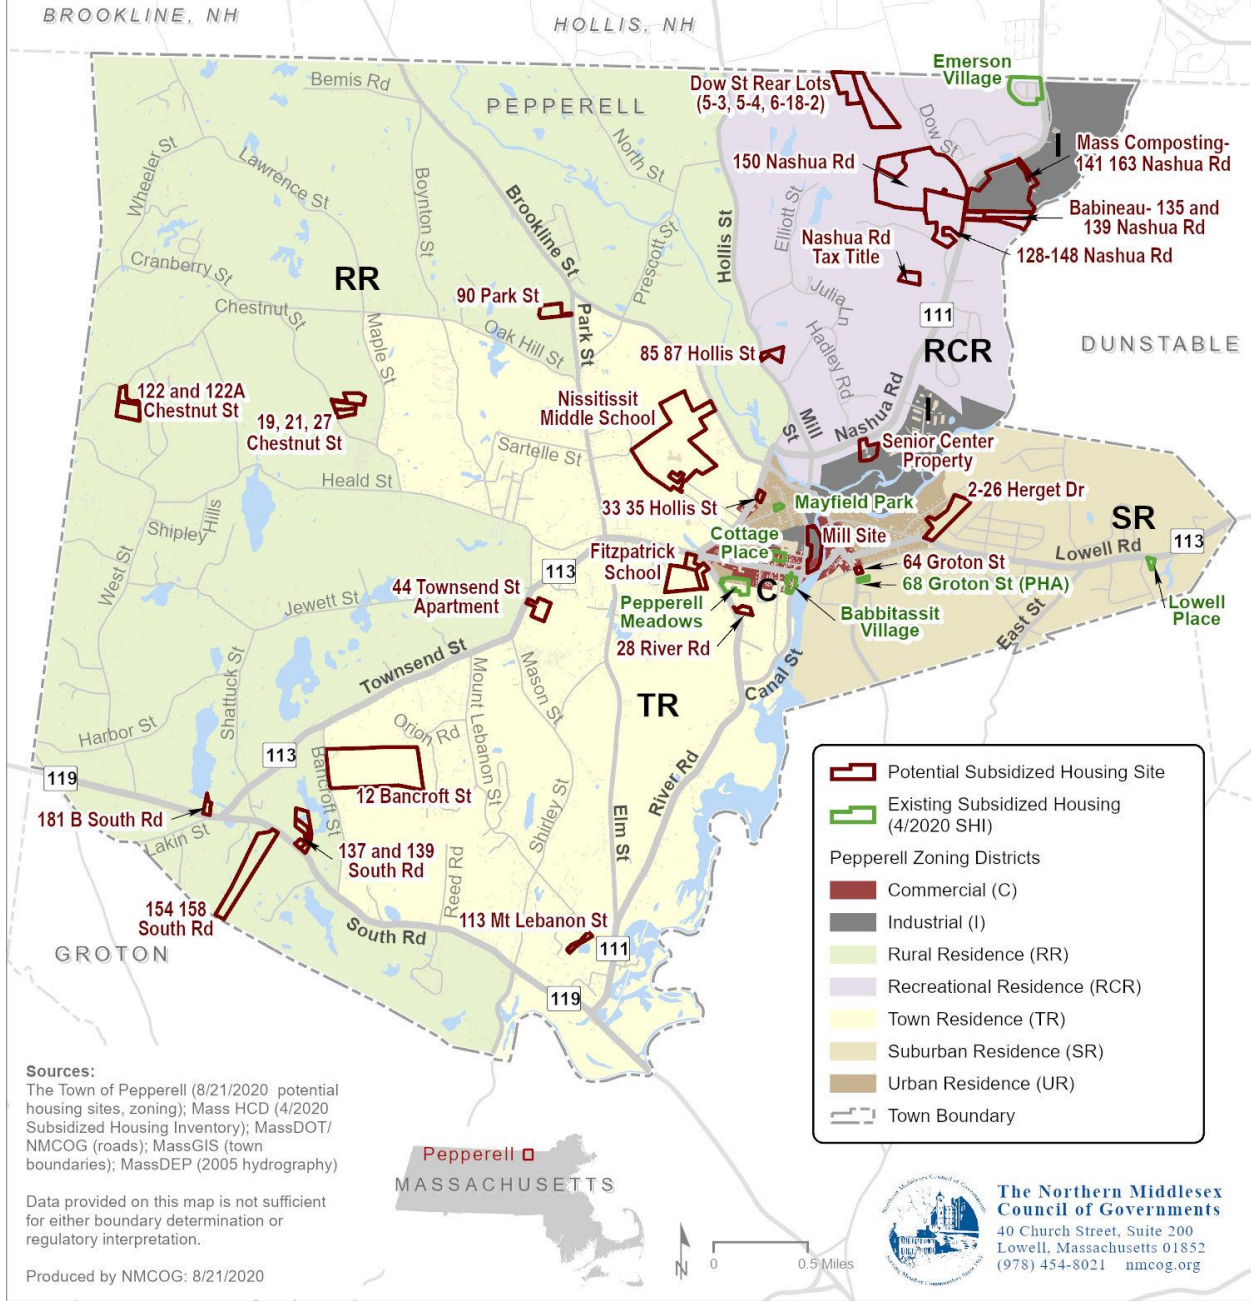 BROOKLINE, NH
HOLLIS, NH
Emerson
Village
Bemis Rd
Dow St Rear Lots
(5-3, 5-4, 6-18-2)
PEPPERELL
Dow St
North St
I
Mass Composting-
141 163 Nashua Rd
Wheeler St
Lawrence St
150 Nashua Rd
Boynton St
Brookline St
Hollis St
Elliott St
Babineau- 135 and
139 Nashua Rd
Prescott St
Nashua Rd
Tax Title
128-148 Nashua Rd
Cranberry St
RR
90 Park St
Julia
Ln
Chestnut St
Park St
111
Maple St
Oak Hill St
Hadley Rd
DUNSTABLE
85 87 Hollis St
RCR
122 and 122A
Chestnut St
19, 21, 27
Chestnut St
Nissitissit
Middle School
Mill
St
Nashua Rd
I
Senior Center
Property
Sartelle St
Heald St
2-26 Herget Dr
33 35 Hollis St
Mayfield Park
SR
Shipley Hills
Cottage
Place
Mill Site
113
Lowell Rd
West St
Fitzpatrick
School
113
64 Groton St
44 Townsend St
Apartment
C
68 Groton St (PHA)
Jewett St
Pepperell
Meadows
Babbitassit
Village
East St
Lowell
Place
28 River Rd
Townsend St
Shattuck St
Mason St
Canal St
Mount Lebanon St
TR
Harbor St
Orion Rd
113
Bancroft St
River Rd
119
12 Bancroft St
181 B South Rd
Shirley St
Elm St
Lakin St
137 and 139
South Rd
Reed Rd
154 158
South Rd
South Rd
113 Mt Lebanon St
111
GROTON
119
Potential Subsidized Housing Site
Existing Subsidized Housing
(4/2020 SHI)
Pepperell Zoning Districts
Commercial (C)
Industrial (I)
Rural Residence (RR)
Recreational Residence (RCR)
Town Residence (TR)
Suburban Residence (SR)
Urban Residence (UR)
Town Boundary
Sources:
The Town of Pepperell (8/21/2020 potential
housing sites, zoning); Mass HCD (4/2020
Subsidized Housing Inventory); MassDOT/
NMCOG (roads); MassGIS (town
boundaries); MassDEP (2005 hydrography)
Data provided on this map is not sufficient
for either boundary determination or
regulatory interpretation.
Produced by NMCOG: 8/21/2020
Pepperell
MASSACHUSETTS
N
0
0.5 Miles
The Northern Middlesex
Council of Governments
40 Church Street, Suite 200
Lowell, Massachusetts 01852
(978) 454-8021 nmcog.org